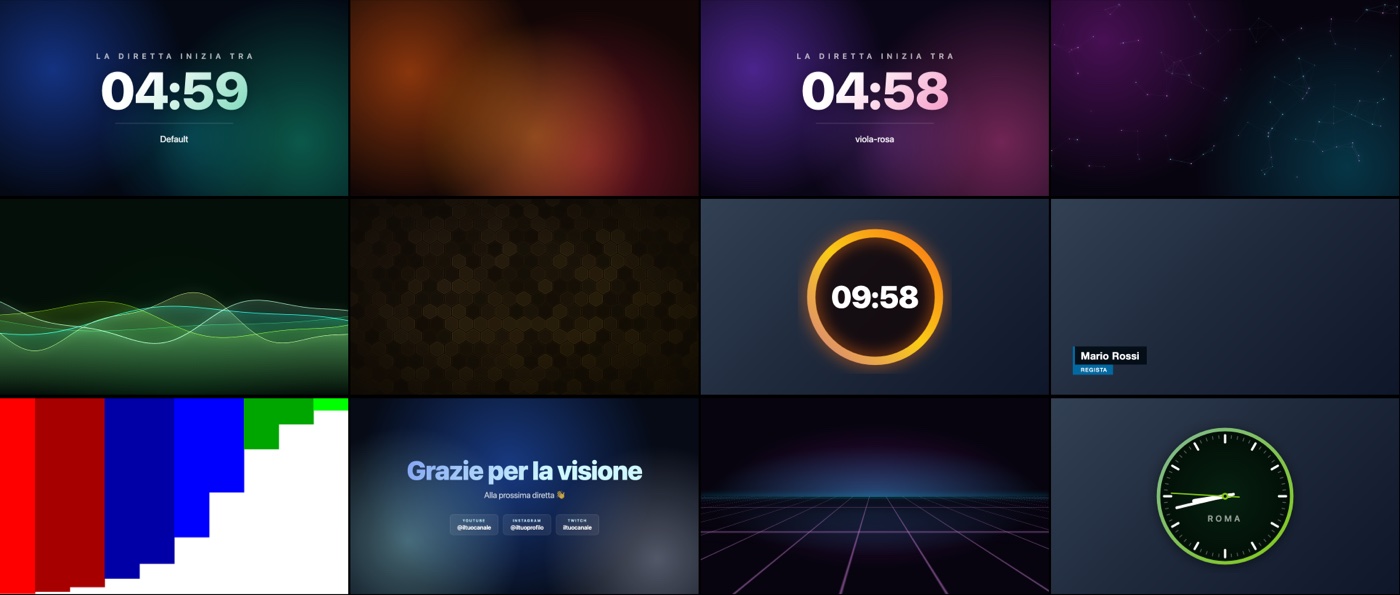 LA DIRETTA INIZIA TRA
04:59
Default
LA DIRETTA INIZIA TRA
04:58
viola-rosa
09:58
Mario Rossi
REGISTA
Grazie per la visione
Alla prossima diretta 👋
YOUTUBE
@iltuocanale
INSTAGRAM
@iltuoprofilo
TWITCH
iltuocanale
ROMA